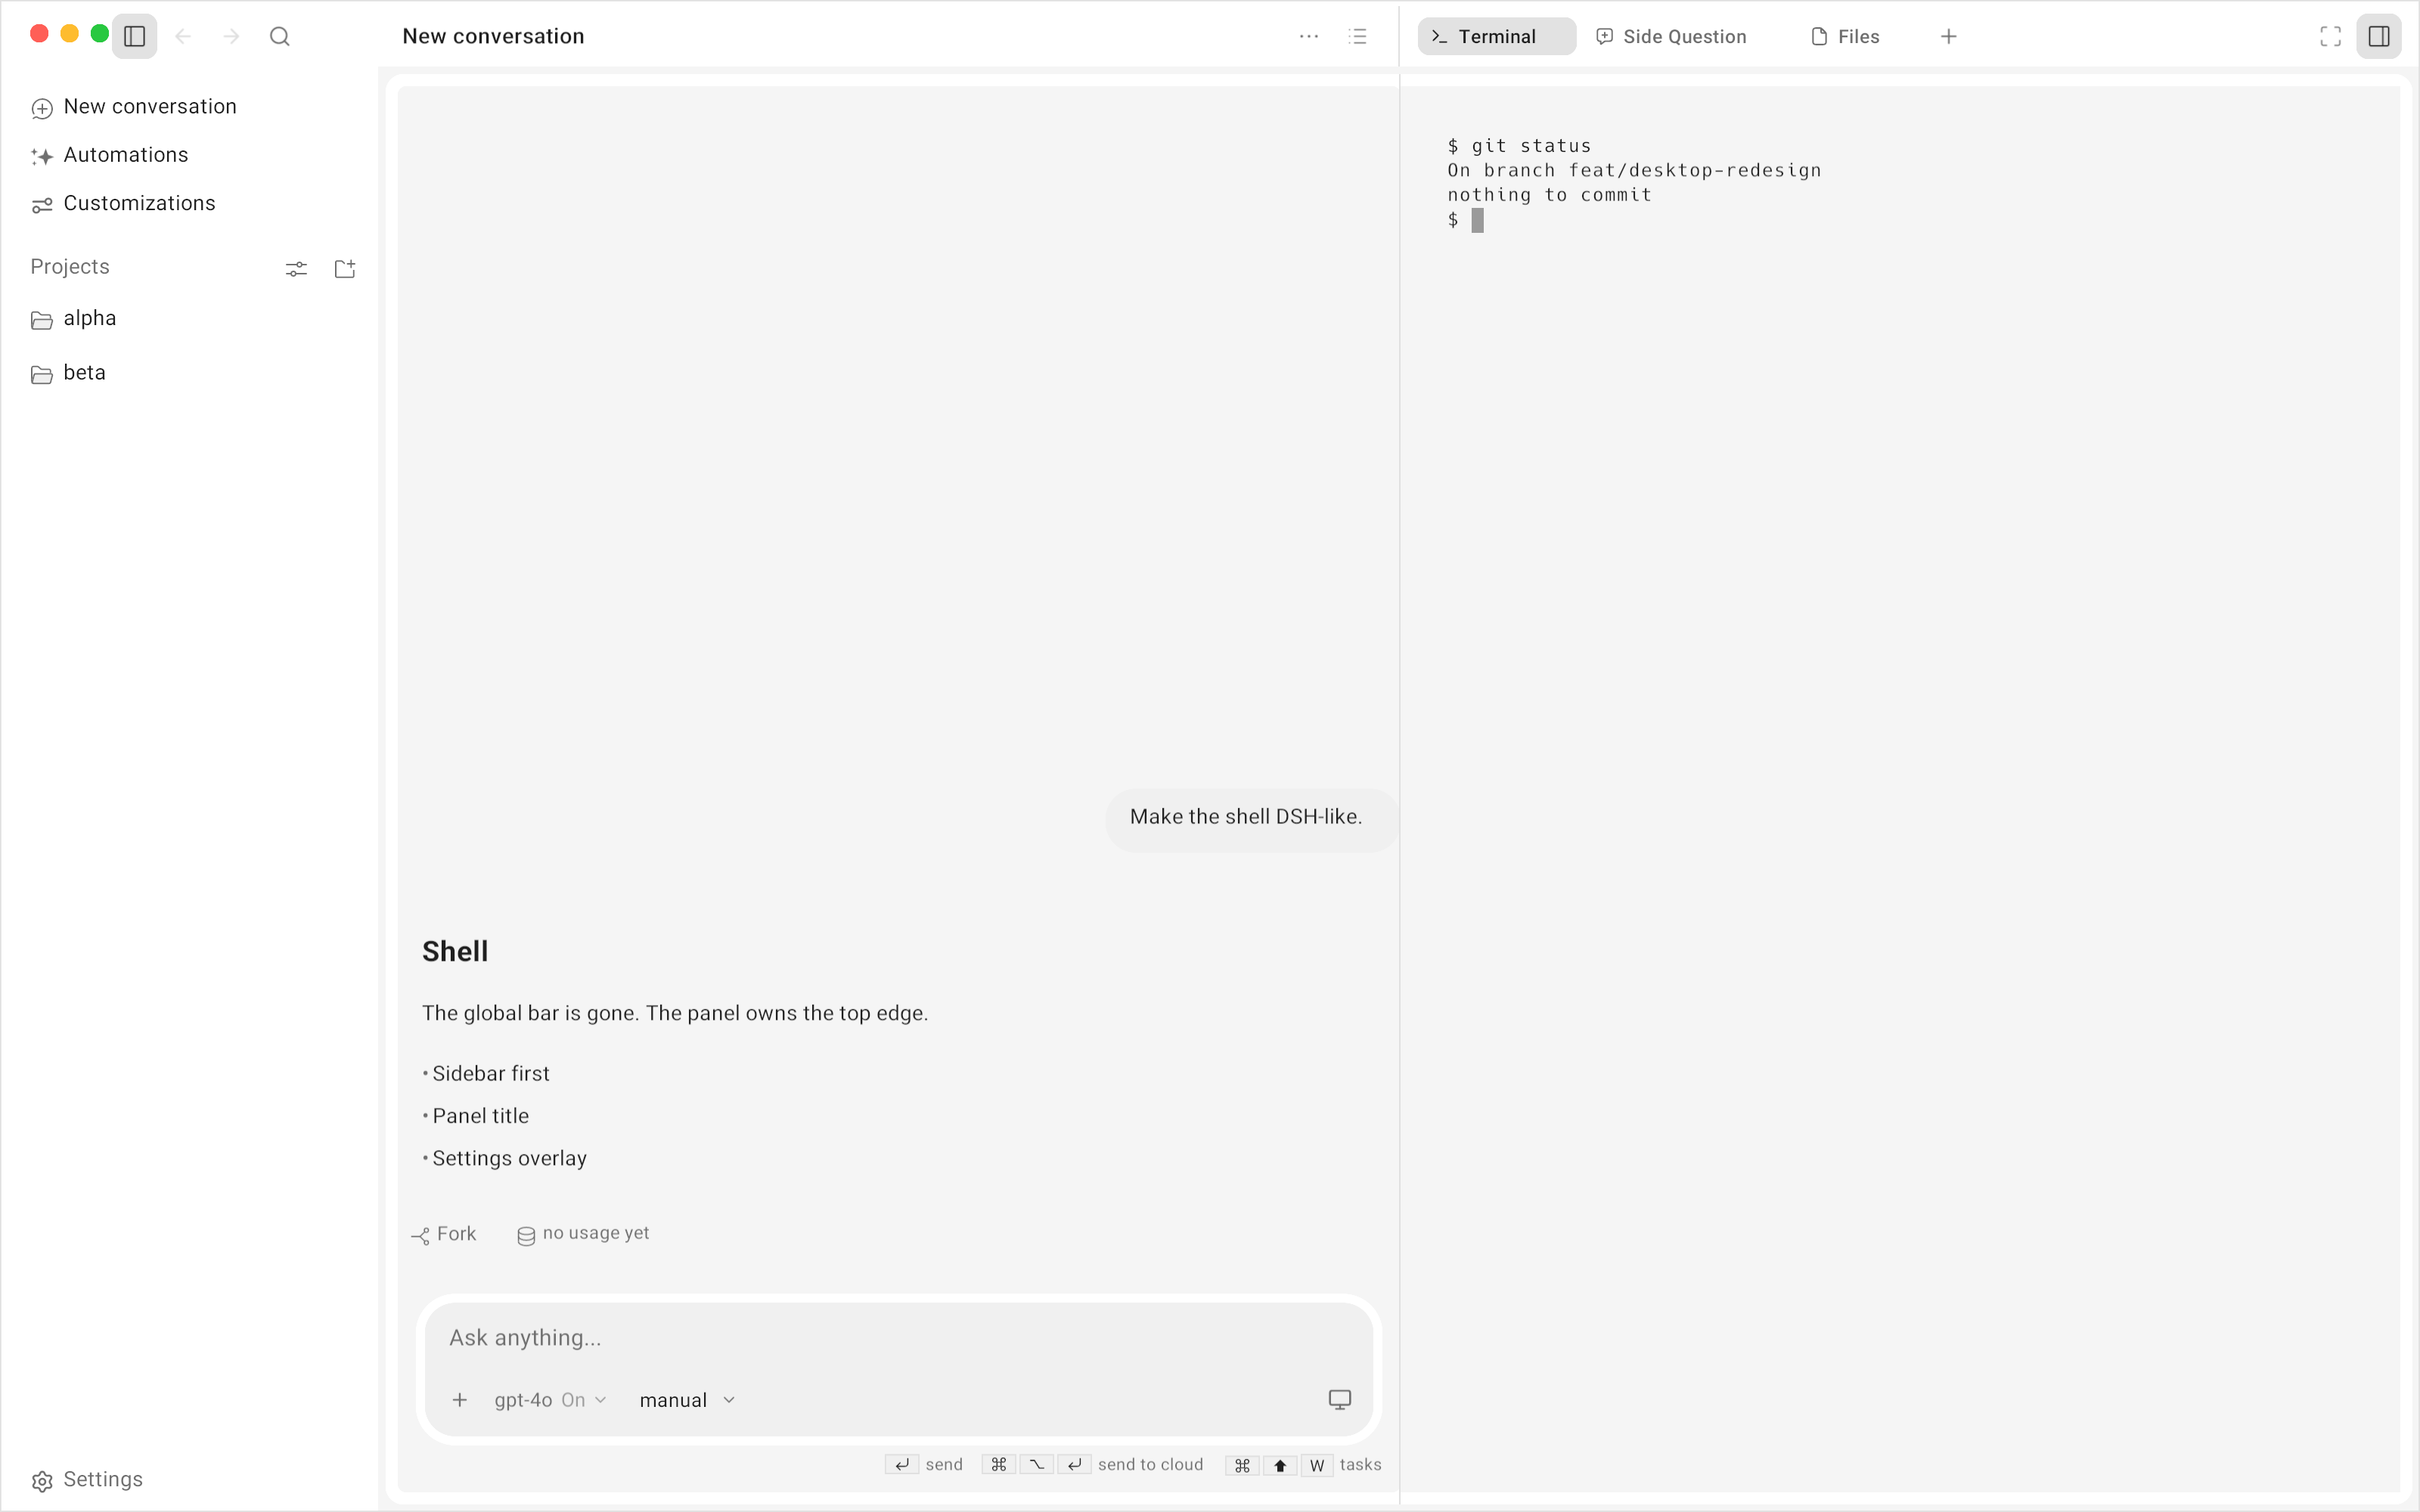 New conversation
Automations
Customizations
Projects
alpha
beta
Settings
New conversation
Make the shell DSH-like.
Shell
The global bar is gone. The panel owns the top edge.
• Sidebar first
• Panel title
• Settings overlay
Fork no usage yet
Ask anything...
gpt-4o On manual
send ⌘ ⌥ send to cloud ⌘ W tasks
Terminal Side Question Files
$ git status
On branch feat/desktop-redesign
nothing to commit
$